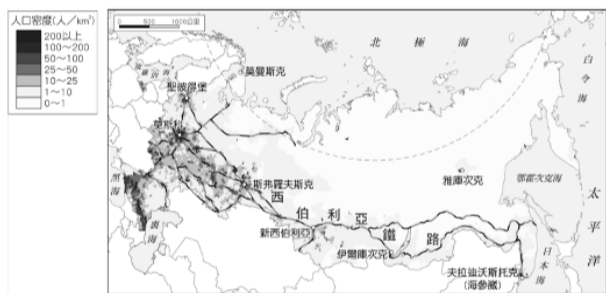 人口密度(人/km²)
200以上
100~200
50~100
25~50
10~25
1~10
0~1
0 500 1000公里
北極海
白令海
莫曼斯克
聖彼得堡
莫斯科
雅庫次克
鄂霍次克海
斯弗羅夫斯克
黑海
裏海
西伯利亞鐵路
新西伯利亞
伊爾庫次克
太平洋
日本海
夫拉迪沃斯托克
(海參崴)